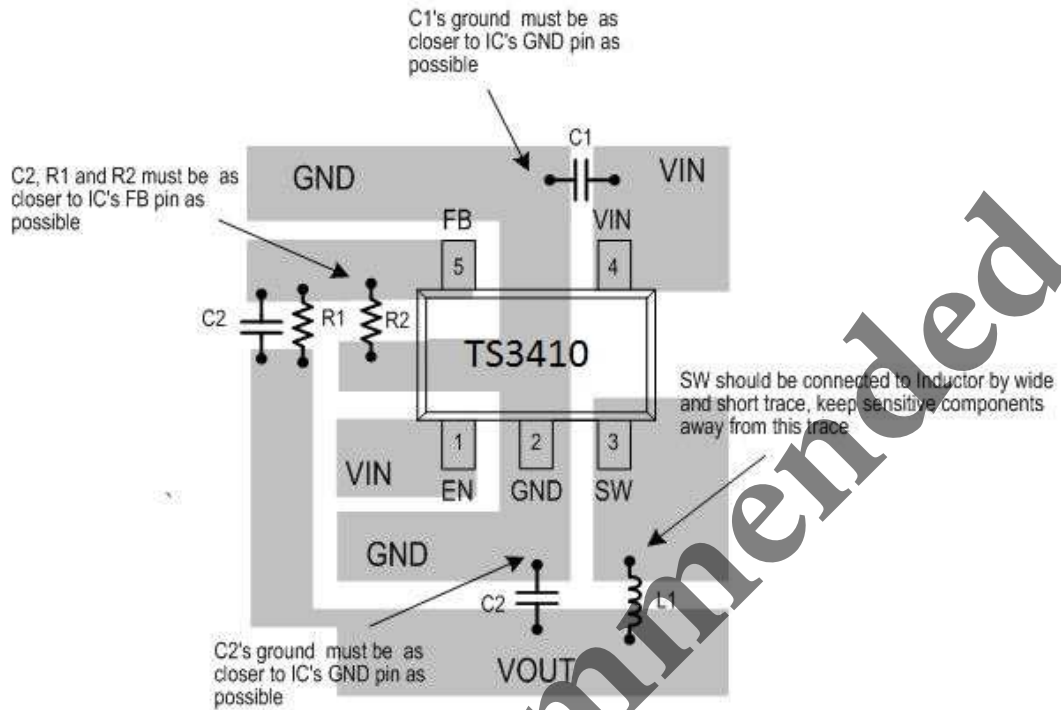 C1's ground must be as
closer to IC's GND pin as
possible
C1
GND
VIN
C2, R1 and R2 must be as
closer to IC's FB pin as
possible
FB
VIN
5
4
C2
R1
R2
TS3410
SW should be connected to Inductor by wide
and short trace, keep sensitive components
away from this trace
1
2
3
VIN
EN
GND
SW
GND
C2
L1
C2's ground must be as
closer to IC's GND pin as
possible
VOUT